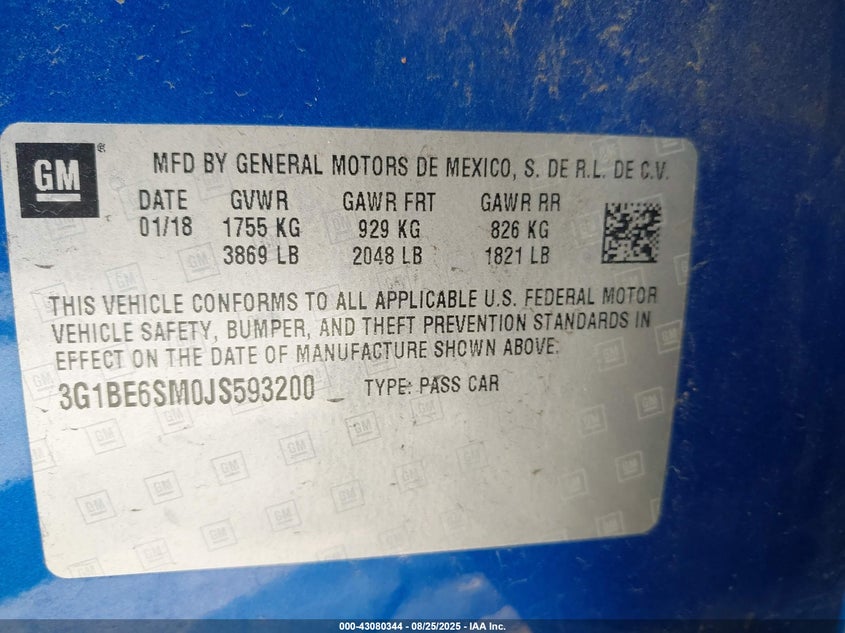 GM
MFD BY GENERAL MOTORS DE MEXICO, S. DE R.L. DE C.V.
DATE GVWR GAWR FRT GAWR RR
01/18 1755 KG 929 KG 826 KG
3869 LB 2048 LB 1821 LB
THIS VEHICLE CONFORMS TO ALL APPLICABLE U.S. FEDERAL MOTOR
VEHICLE SAFETY, BUMPER, AND THEFT PREVENTION STANDARDS IN
EFFECT ON THE DATE OF MANUFACTURE SHOWN ABOVE.
3G1BE6SM0JS593200 TYPE: PASS CAR
000-43080344 - 08/25/2025 - IAA Inc.